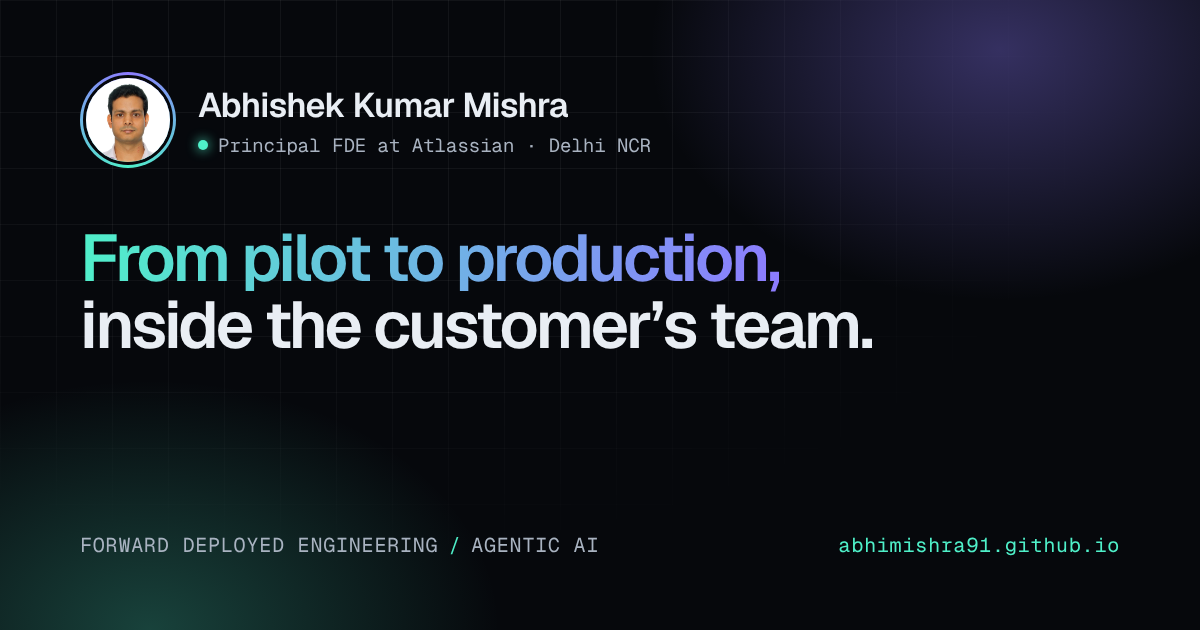 Abhishek Kumar Mishra
Principal FDE at Atlassian · Delhi NCR
From pilot to production,
inside the customer’s team.
FORWARD DEPLOYED ENGINEERING / AGENTIC AI
abhimishra91.github.io